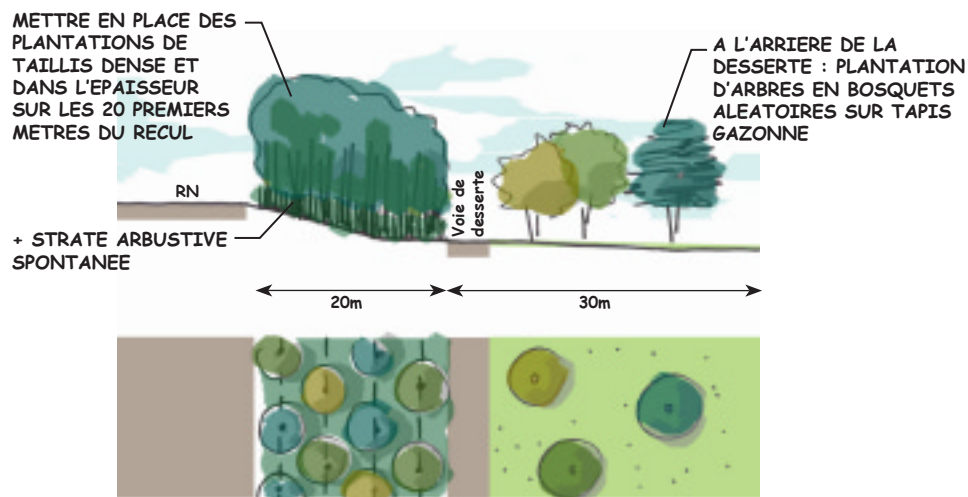 METTRE EN PLACE DES
PLANTATIONS DE
TAILLIS DENSE ET
DANS L'EPAISSEUR
SUR LES 20 PREMIERS
METRES DU RECUL
A L'ARRIERE DE LA
DESSERTE : PLANTATION
D'ARBRES EN BOSQUETS
ALEATOIRES SUR TAPIS
GAZONNE
RN
Voie de
desserte
+ STRATE ARBUSTIVE
SPONTANEE
20m
30m